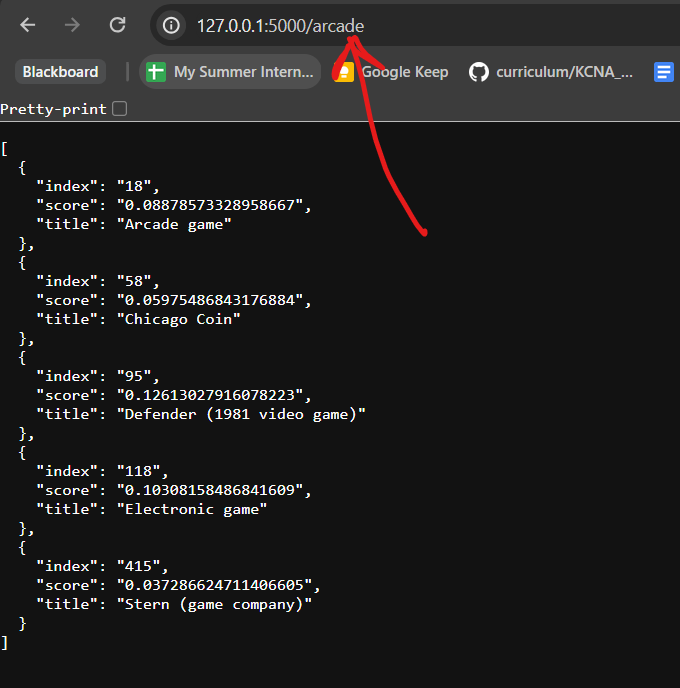 127.0.0.1:5000/arcade
Blackboard | My Summer Intern... Google Keep curriculum/KCNA_...
Pretty-print
[
  {
    "index": "18",
    "score": "0.08878573328958667",
    "title": "Arcade game"
  },
  {
    "index": "58",
    "score": "0.05975486843176884",
    "title": "Chicago Coin"
  },
  {
    "index": "95",
    "score": "0.12613027916078223",
    "title": "Defender (1981 video game)"
  },
  {
    "index": "118",
    "score": "0.10308158486841609",
    "title": "Electronic game"
  },
  {
    "index": "415",
    "score": "0.037286624711406605",
    "title": "Stern (game company)"
  }
]